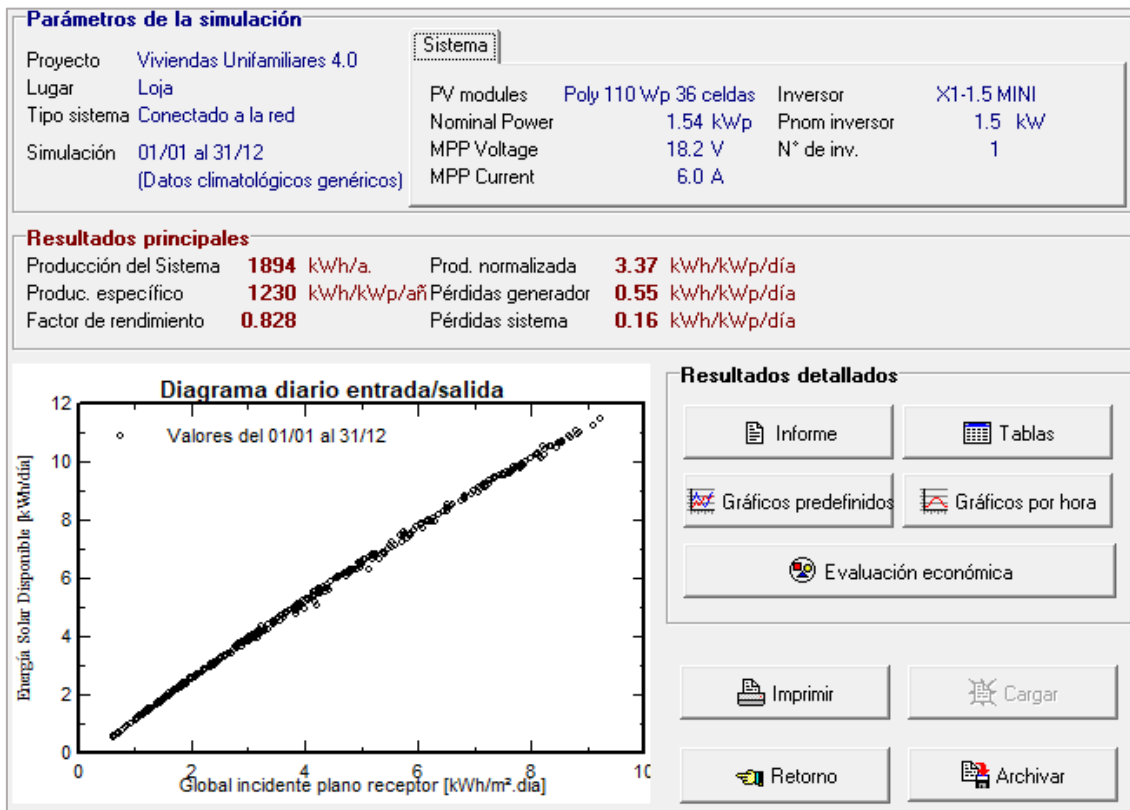 Parámetros de la simulación
Proyecto Viviendas Unifamiliares 4.0
Lugar Loja
Tipo sistema Conectado a la red
Simulación 01/01 al 31/12
(Datos climatológicos genéricos)
Sistema
PV modules Poly 110 Wp 36 celdas Inversor X1-1.5 MINI
Nominal Power 1.54 kWp Pnom inversor 1.5 kW
MPP Voltage 18.2 V N° de inv. 1
MPP Current 6.0 A
Resultados principales
Producción del Sistema 1894 kWh/a. Prod. normalizada 3.37 kWh/kWp/día
Produc. específico 1230 kWh/kWp/añ Pérdidas generador 0.55 kWh/kWp/día
Factor de rendimiento 0.828 Pérdidas sistema 0.16 kWh/kWp/día
Diagrama diario entrada/salida
Valores del 01/01 al 31/12
Energía Solar Disponible [kWh/día]
12
10
8
6
4
2
0
0 2 4 6 8 10
Global incidente plano receptor [kWh/m².día]
Resultados detallados
Informe Tablas
Gráficos predefinidos Gráficos por hora
Evaluación económica
Imprimir Cargar
Retorno Archivar